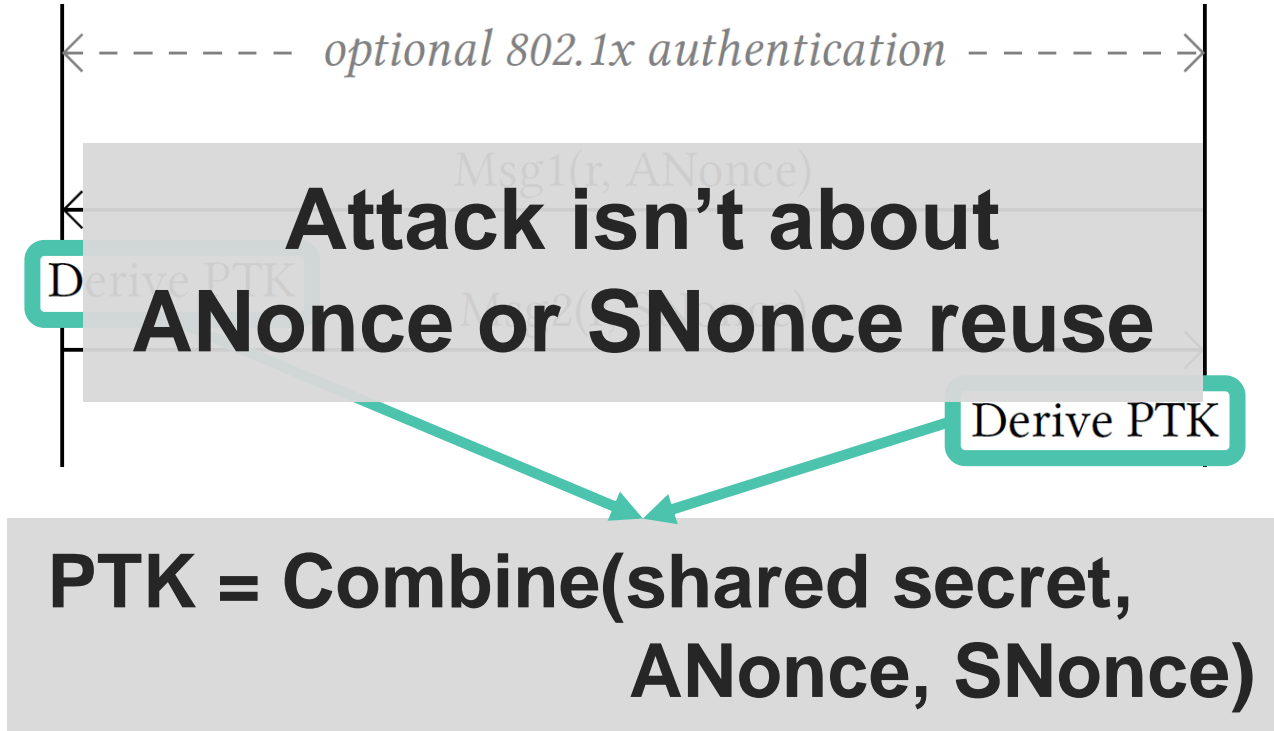 optional 802.1x authentication
Msg1(r, ANonce)
Attack isn’t about
Derive PTK
ANonce or SNonce reuse
Derive PTK
PTK = Combine(shared secret,
ANonce, SNonce)